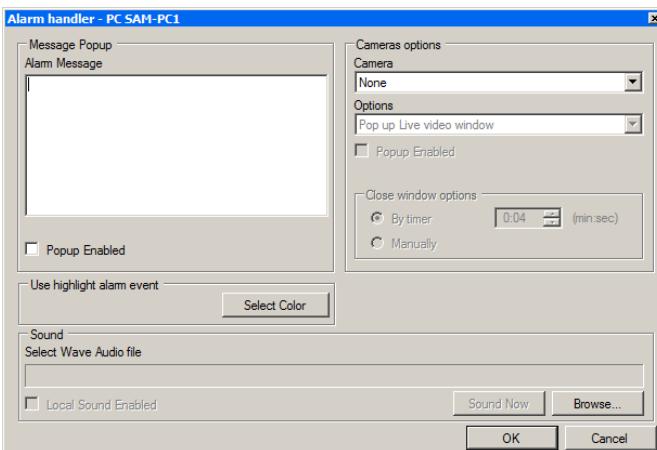 Alarm handler - PC SAM-PC1
Message Popup
Alarm Message
Popup Enabled
Cameras options
Camera
None
Options
Pop up Live video window
Popup Enabled
Close window options
By timer 0:04 (min:sec)
Manually
Use highlight alarm event
Select Color
Sound
Select Wave Audio file
Local Sound Enabled Sound Now Browse...
OK Cancel